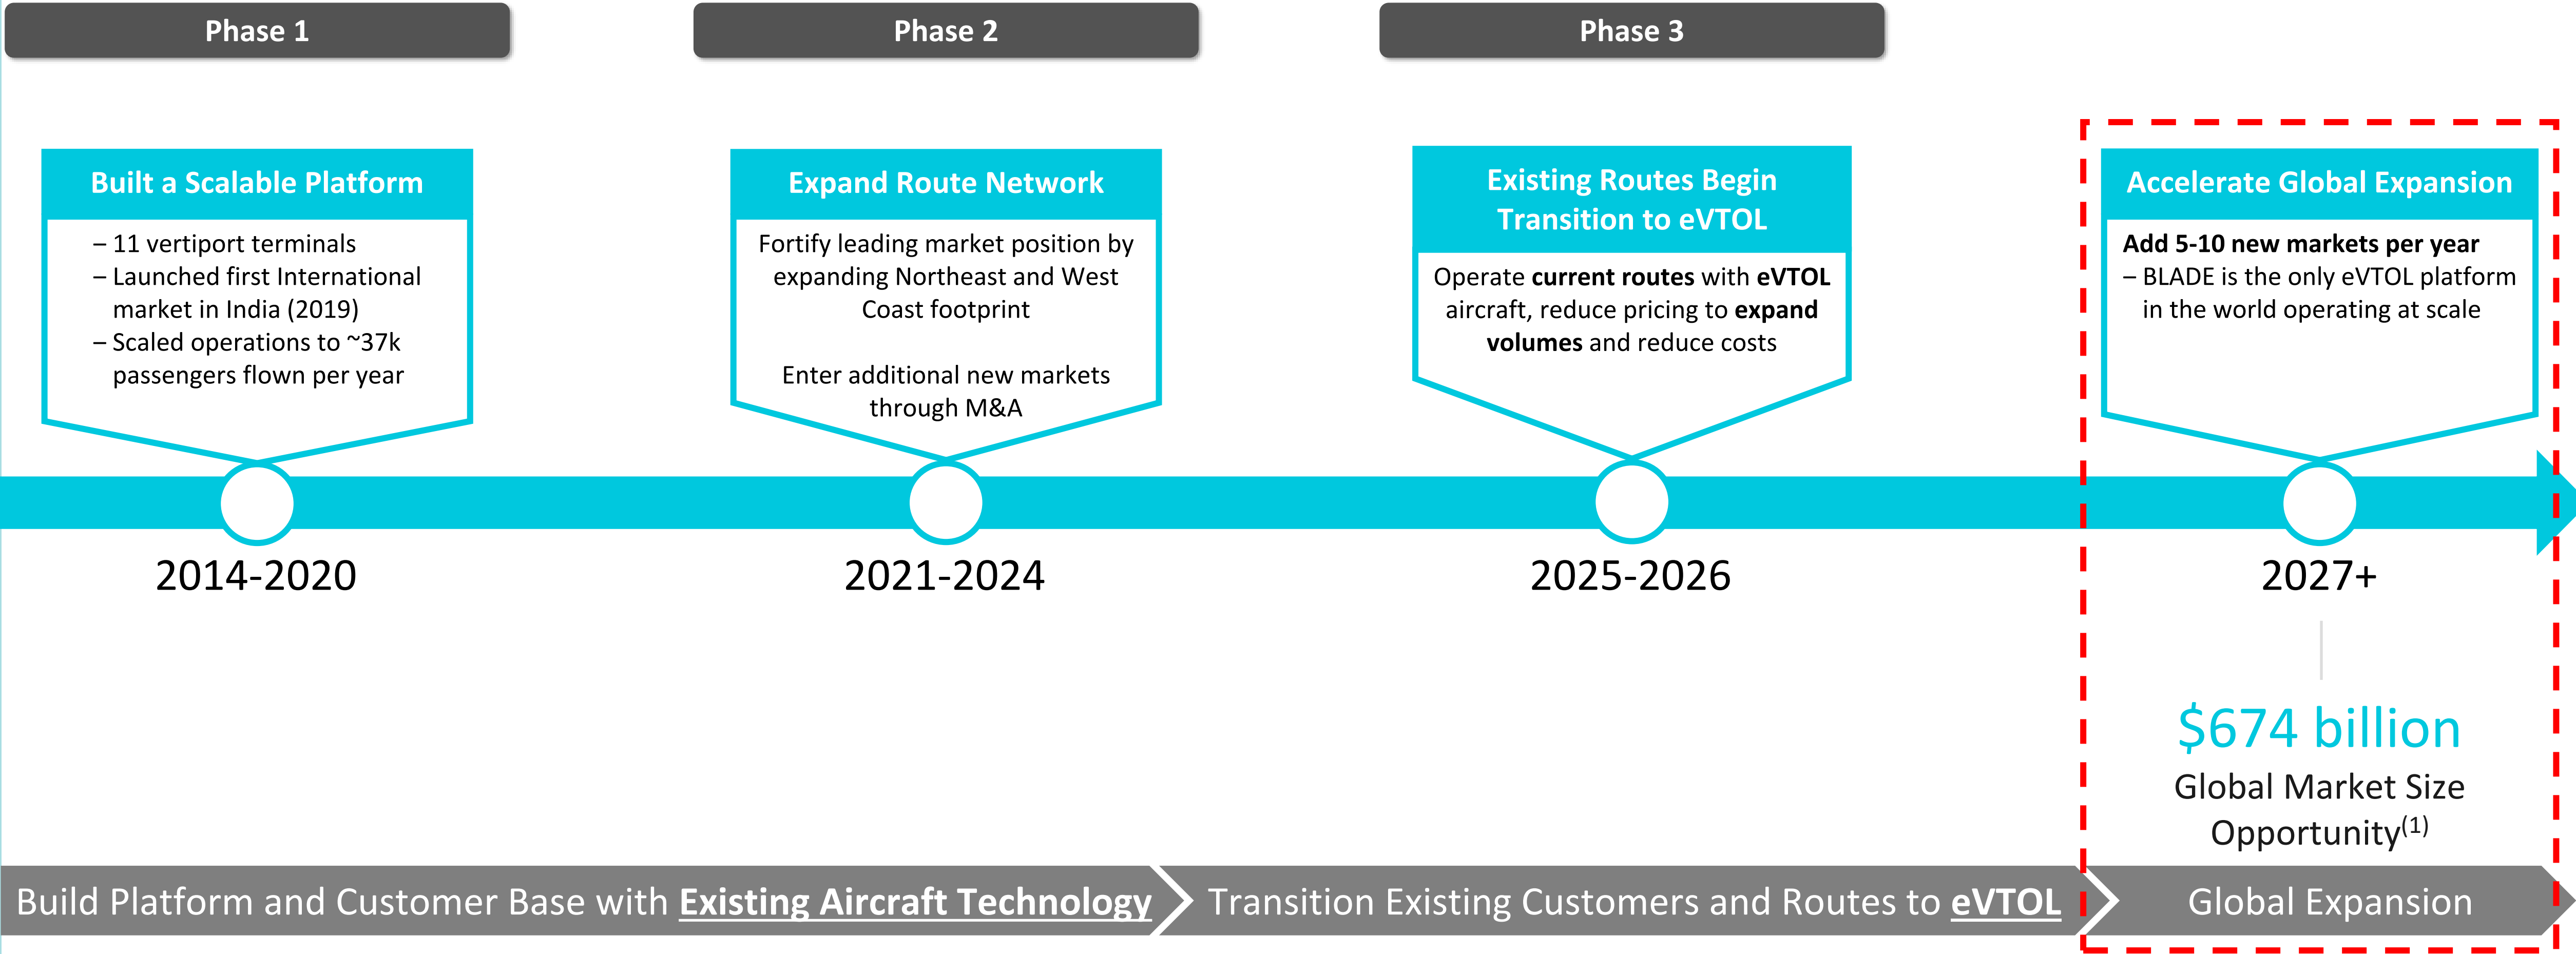 Phase 1
Phase 2
Phase 3
Built a Scalable Platform
– 11 vertiport terminals
– Launched first International
market in India (2019)
– Scaled operations to ~37k
passengers flown per year
Expand Route Network
Fortify leading market position by
expanding Northeast and West
Coast footprint
Enter additional new markets
through M&A
Existing Routes Begin
Transition to eVTOL
Operate current routes with eVTOL
aircraft, reduce pricing to expand
volumes and reduce costs
Accelerate Global Expansion
Add 5-10 new markets per year
– BLADE is the only eVTOL platform
in the world operating at scale
2014-2020
2021-2024
2025-2026
2027+
$674 billion
Global Market Size
Opportunity(1)
Build Platform and Customer Base with Existing Aircraft Technology
Transition Existing Customers and Routes to eVTOL
Global Expansion